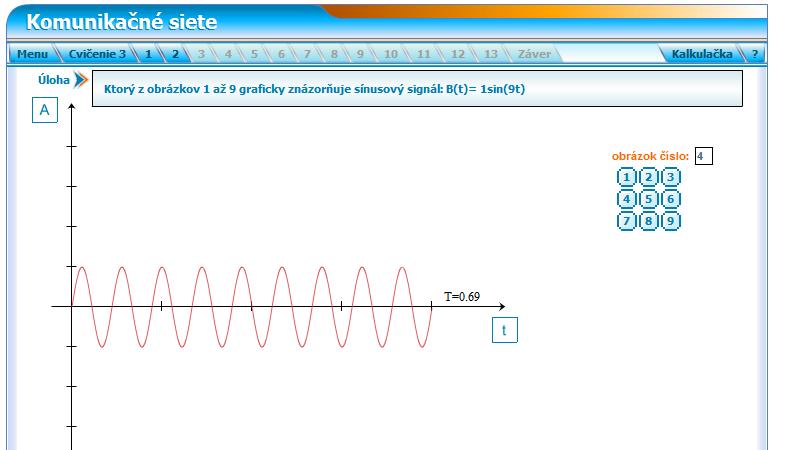 Komunikačné siete
Menu Cvičenie 3 1 2 3 4 5 6 7 8 9 10 11 12 13 Záver Kalkulačka ?
Úloha
Ktorý z obrázkov 1 až 9 graficky znázorňuje sínusový signál: B(t)= 1sin(9t)
A
obrázok číslo: 4
1 2 3
4 5 6
7 8 9
T=0.69
t